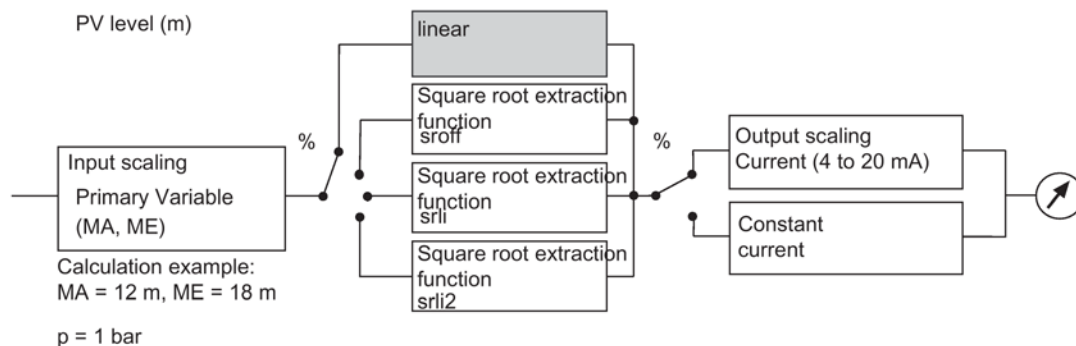 PV level (m)
linear
Square root extraction
function
sroff
%
%
Input scaling
Primary Variable
(MA, ME)
Square root extraction
function
srli
Output scaling
Current (4 to 20 mA)
Square root extraction
function
srli2
Constant
current
Calculation example:
MA = 12 m, ME = 18 m
p = 1 bar